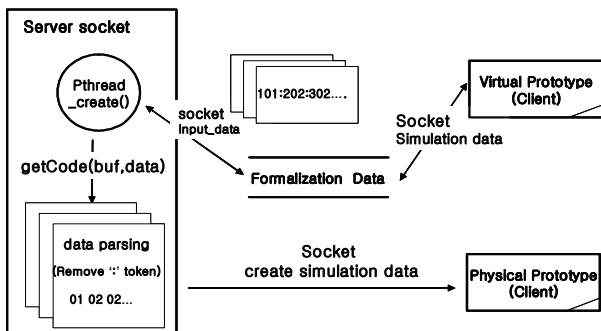 Server socket
Pthread
_create()
getCode(buf,data)
data parsing
(Remove ':' token)
01 02 02...
socket
Input_data
101:202:302....
Formalization Data
Socket
Simulation data
Virtual Prototype
(Client)
Socket
create simulation data
Physical Prototype
(Client)